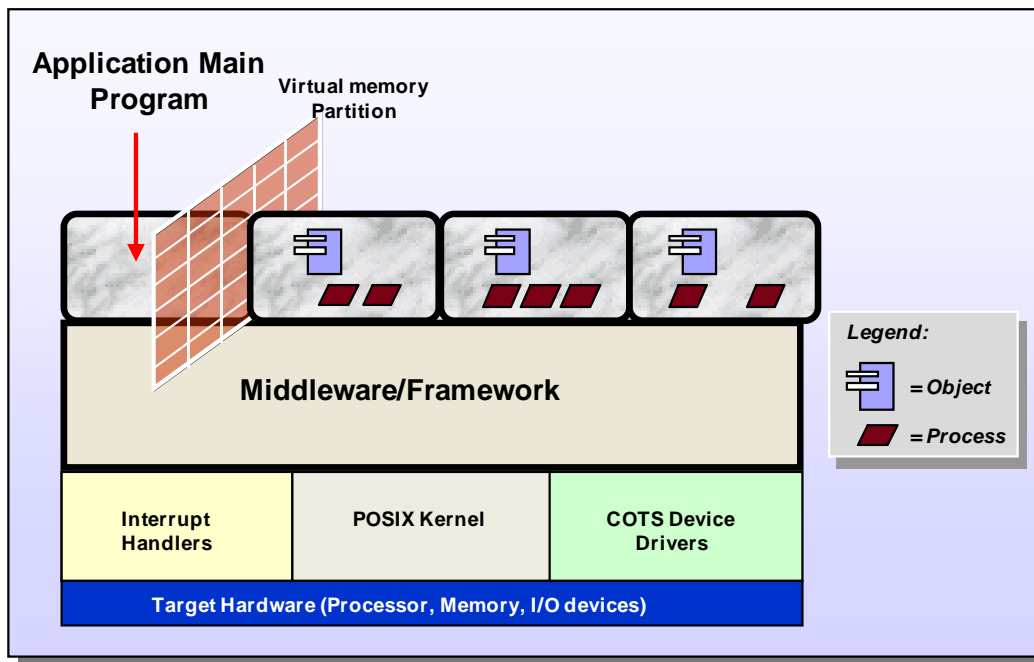 Application Main
Program
Virtual memory
Partition
Middleware/Framework
Legend:
= Object
= Process
Interrupt
Handlers
POSIX Kernel
COTS Device
Drivers
Target Hardware (Processor, Memory, I/O devices)